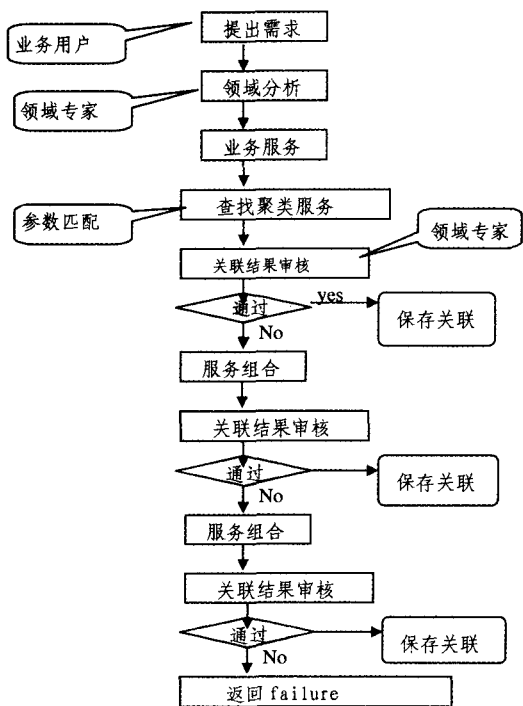 提出需求
业务用户
领域分析
领域专家
业务服务
查找聚类服务
参数匹配
领域专家
关联结果审核
通过
yes
保存关联
No
服务组合
关联结果审核
通过
保存关联
No
服务组合
关联结果审核
通过
保存关联
No
返回 failure